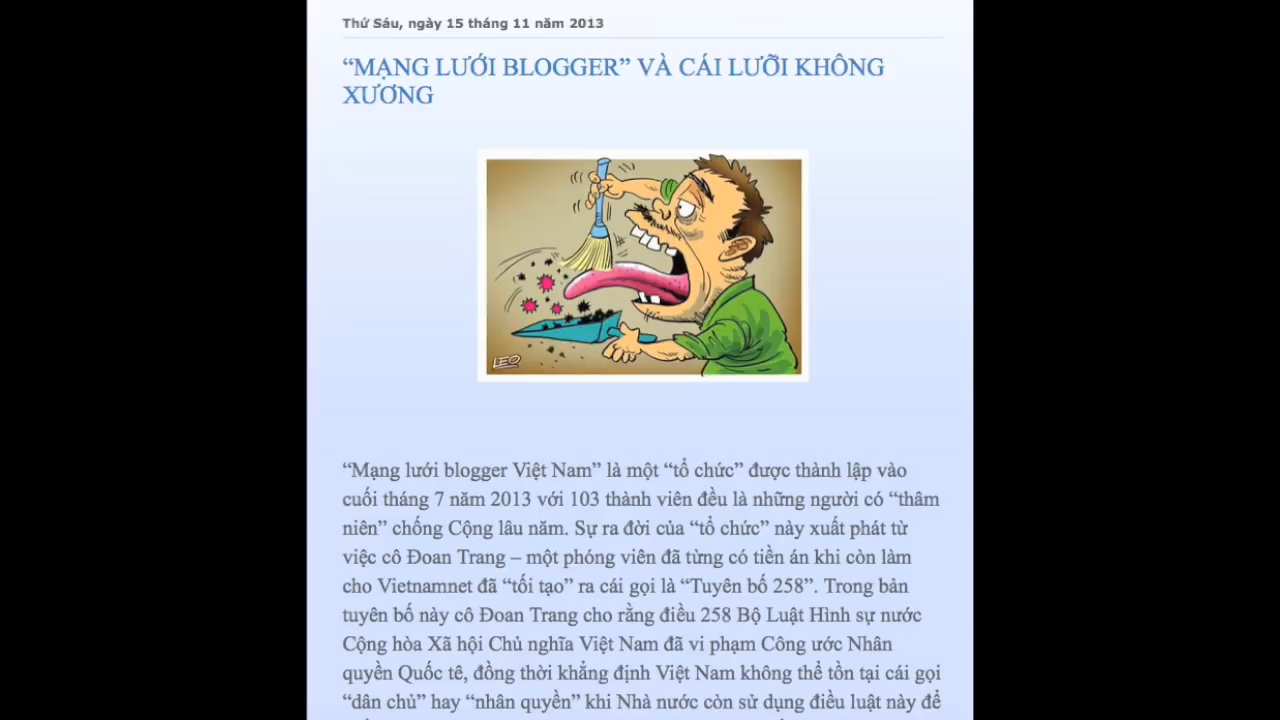 Thứ Sáu, ngày 15 tháng 11 năm 2013
“MẠNG LƯỚI BLOGGER” VÀ CÁI LƯỠI KHÔNG
XƯƠNG
LEO
“Mạng lưới blogger Việt Nam” là một “tổ chức” được thành lập vào
cuối tháng 7 năm 2013 với 103 thành viên đều là những người có “thâm
niên” chống Cộng lâu năm. Sự ra đời của “tổ chức” này xuất phát từ
việc cô Đoan Trang – một phóng viên đã từng có tiền án khi còn làm
cho Vietnamnet đã “tối tạo” ra cái gọi là “Tuyên bố 258”. Trong bản
tuyên bố này cô Đoan Trang cho rằng điều 258 Bộ Luật Hình sự nước
Cộng hòa Xã hội Chủ nghĩa Việt Nam đã vi phạm Công ước Nhân
quyền Quốc tê, đồng thời khẳng định Việt Nam không thể tồn tại cái gọi
“dân chủ” hay “nhân quyền” khi Nhà nước còn sử dụng điều luật này để